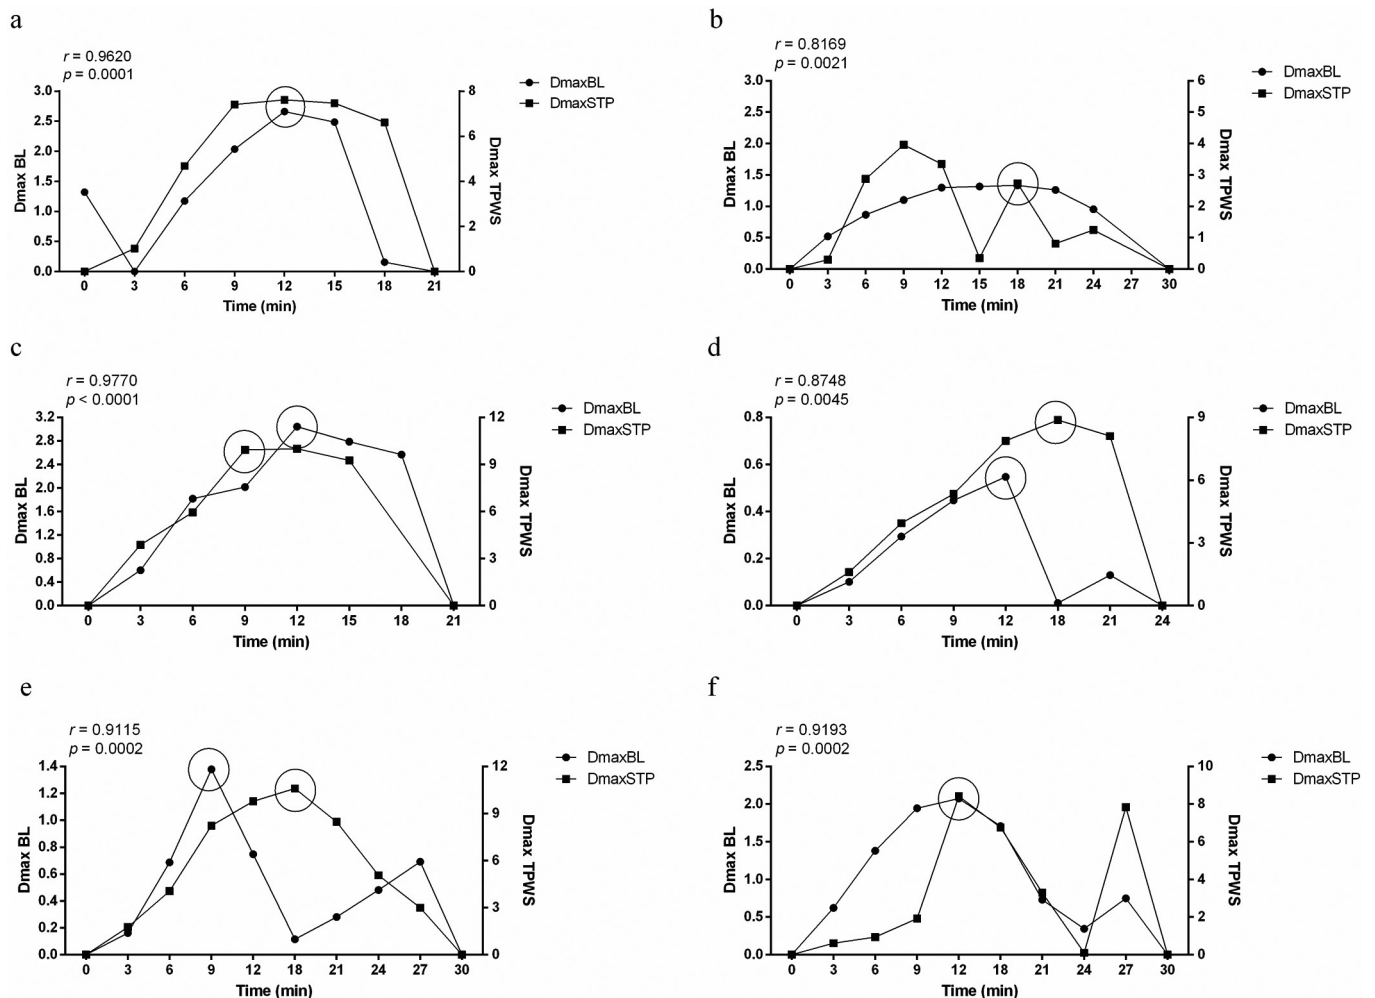 a
r = 0.9620
p = 0.0001
3.0
2.5
2.0
1.5
1.0
0.5
0.0
Dmax BL
8
6
4
2
0
Dmax TPWS
0 3 6 9 12 15 18 21
Time (min)
DmaxBL
DmaxSTP
b
r = 0.8169
p = 0.0021
3.0
2.5
2.0
1.5
1.0
0.5
0.0
Dmax BL
6
5
4
3
2
1
0
Dmax TPWS
0 3 6 9 12 15 18 21 24 27 30
Time (min)
DmaxBL
DmaxSTP
c
r = 0.9770
p < 0.0001
3.2
2.8
2.4
2.0
1.6
1.2
0.8
0.4
0.0
Dmax BL
12
9
6
3
0
Dmax TPWS
0 3 6 9 12 15 18 21
Time (min)
DmaxBL
DmaxSTP
d
r = 0.8748
p = 0.0045
0.8
0.6
0.4
0.2
0.0
Dmax BL
9
6
3
0
Dmax TPWS
0 3 6 9 12 18 21 24
Time (min)
DmaxBL
DmaxSTP
e
r = 0.9115
p = 0.0002
1.4
1.2
1.0
0.8
0.6
0.4
0.2
0.0
Dmax BL
12
9
6
3
0
Dmax TPWS
0 3 6 9 12 18 21 24 27 30
Time (min)
DmaxBL
DmaxSTP
f
r = 0.9193
p = 0.0002
2.5
2.0
1.5
1.0
0.5
0.0
Dmax BL
10
8
6
4
2
0
Dmax TPWS
0 3 6 9 12 18 21 24 27 30
Time (min)
DmaxBL
DmaxSTP